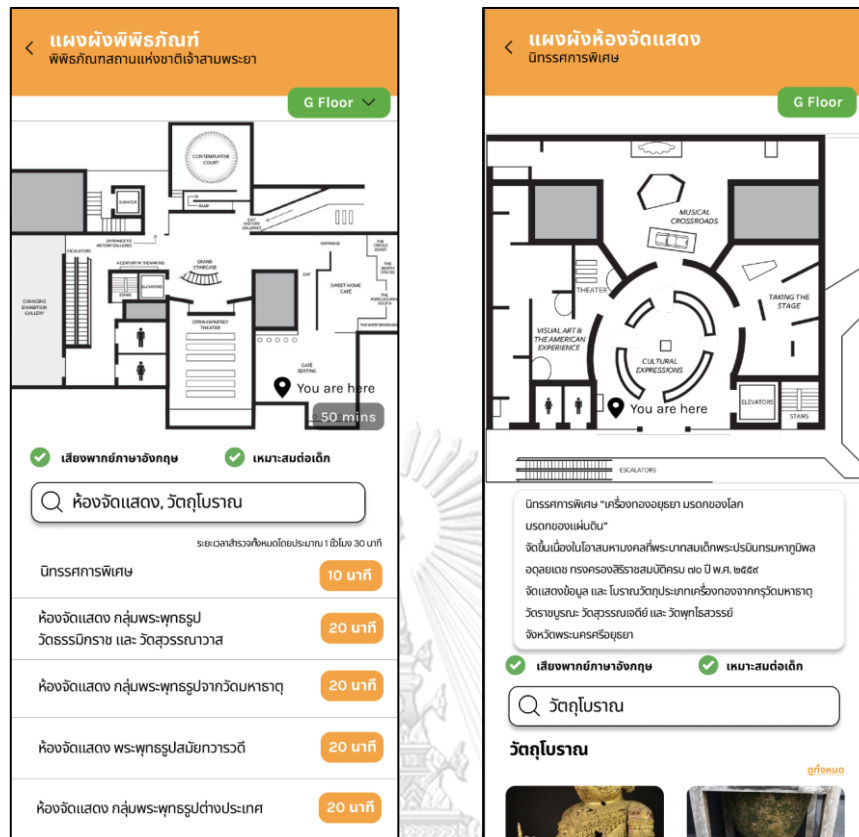 แผงผังพิพิธภัณฑ์
พิพิธภัณฑสถานแห่งชาติเจ้าสามพระยา
G Floor
CONTEMPLATIVE
COURT
ELEVATOR
RAMP
EXIT
HISTORY
GALLERIES
ENTRANCES TO
HISTORY GALLERIES
ESCALATORS
A CENTURY IN THE MAKING
GRAND
STAIRCASE
ENTRANCE
EXIT
THE
CREOLE
COAST
THE
NORTH
STATES
SWEET HOME
CAFÉ
THE
AGRICULTURAL
SOUTH
STAIRS
ELEVATORS
CHANGING
EXHIBITION
GALLERY
OPRAH WINFREY
THEATER
CAFÉ
SEATING
You are here
50 mins
เสียงพากย์ภาษาอังกฤษ
เหมาะสมต่อเด็ก
ห้องจัดแสดง, วัตถุโบราณ
ระยะเวลาสำรวจทั้งหมดโดยประมาณ 1 ชั่วโมง 30 นาที
นิทรรศการพิเศษ
10 นาที
ห้องจัดแสดง กลุ่มพระพุทธรูป
วัดธรรมิกราช และ วัดสุวรรณาวาส
20 นาที
ห้องจัดแสดง กลุ่มพระพุทธรูปจากวัดมหาธาตุ
20 นาที
ห้องจัดแสดง พระพุทธรูปสมัยทวารวดี
20 นาที
ห้องจัดแสดง กลุ่มพระพุทธรูปต่างประเทศ
20 นาที
แผงผังห้องจัดแสดง
นิทรรศการพิเศษ
G Floor
MUSICAL
CROSSROADS
THEATER
TAKING THE
STAGE
VISUAL ART &
THE AMERICAN
EXPERIENCE
CULTURAL
EXPRESSIONS
You are here
ELEVATORS
STAIRS
ESCALATORS
นิทรรศการพิเศษ "เครื่องทองอยุธยา มรดกของโลก
มรดกของแผ่นดิน"
จัดขึ้นเนื่องในโอาสมหามงคลที่พระบาทสมเด็กพระปรมินทรมหาภูมิพล
อดุลยเดช ทรงครองสิริราชสมบัติครบ ๗๐ ปี พ.ศ. ๒๕๕๙
จัดแสดงข้อมูล และ โบราณวัตถุประเภทเครื่องทองจากกรุวัดมหาธาตุ
วัดราชบูรณะ วัดสุวรรณเจดีย์ และ วัดพุทไธสวรรย์
จังหวัดพระนครศรีอยุธยา
เสียงพากย์ภาษาอังกฤษ
เหมาะสมต่อเด็ก
วัตถุโบราณ
วัตถุโบราณ
ดูทั้งหมด